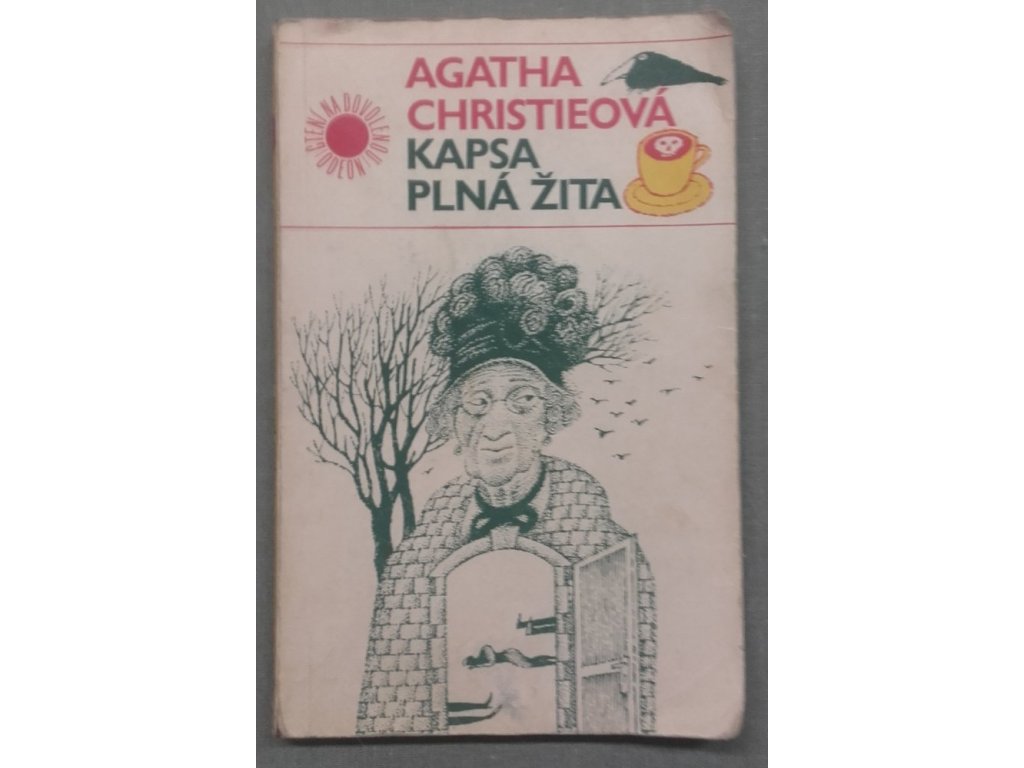 AGATHA
CHRISTIEOVÁ
KAPSA
PLNÁ ŽITA
ČTENÍ NA DOVOLENOU
ODEON